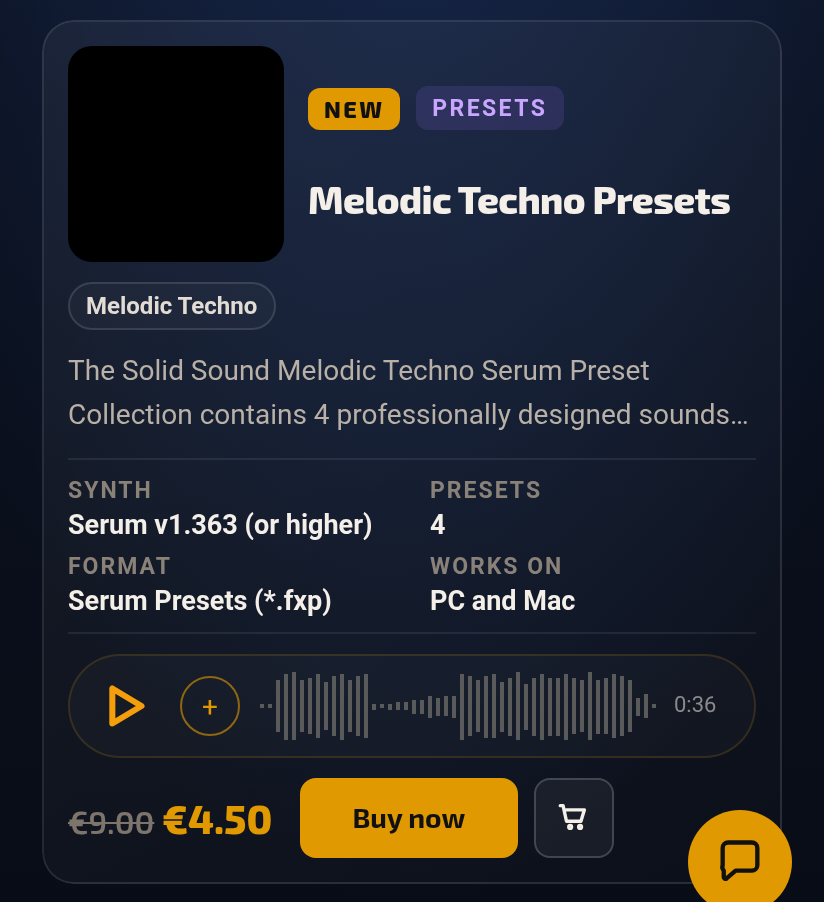 NEW
PRESETS
Melodic Techno Presets
Melodic Techno
The Solid Sound Melodic Techno Serum Preset
Collection contains 4 professionally designed sounds...
SYNTH
PRESETS
Serum v1.363 (or higher)
4
FORMAT
WORKS ON
Serum Presets (*.fxp)
PC and Mac
+
0:36
€9.00 €4.50
Buy now